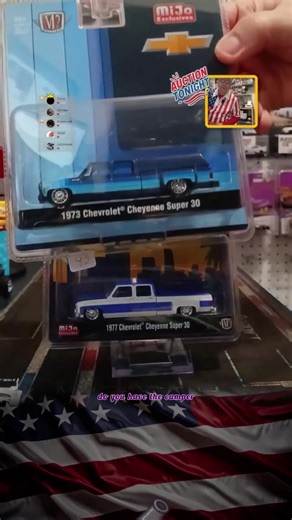 M2
MiJo
Exclusives
AUCTION
TONIGHT
1973 Chevrolet® Cheyenne Super 30
MiJo
1977 Chevrolet® Cheyenne Super 30
M2
do you have the camper